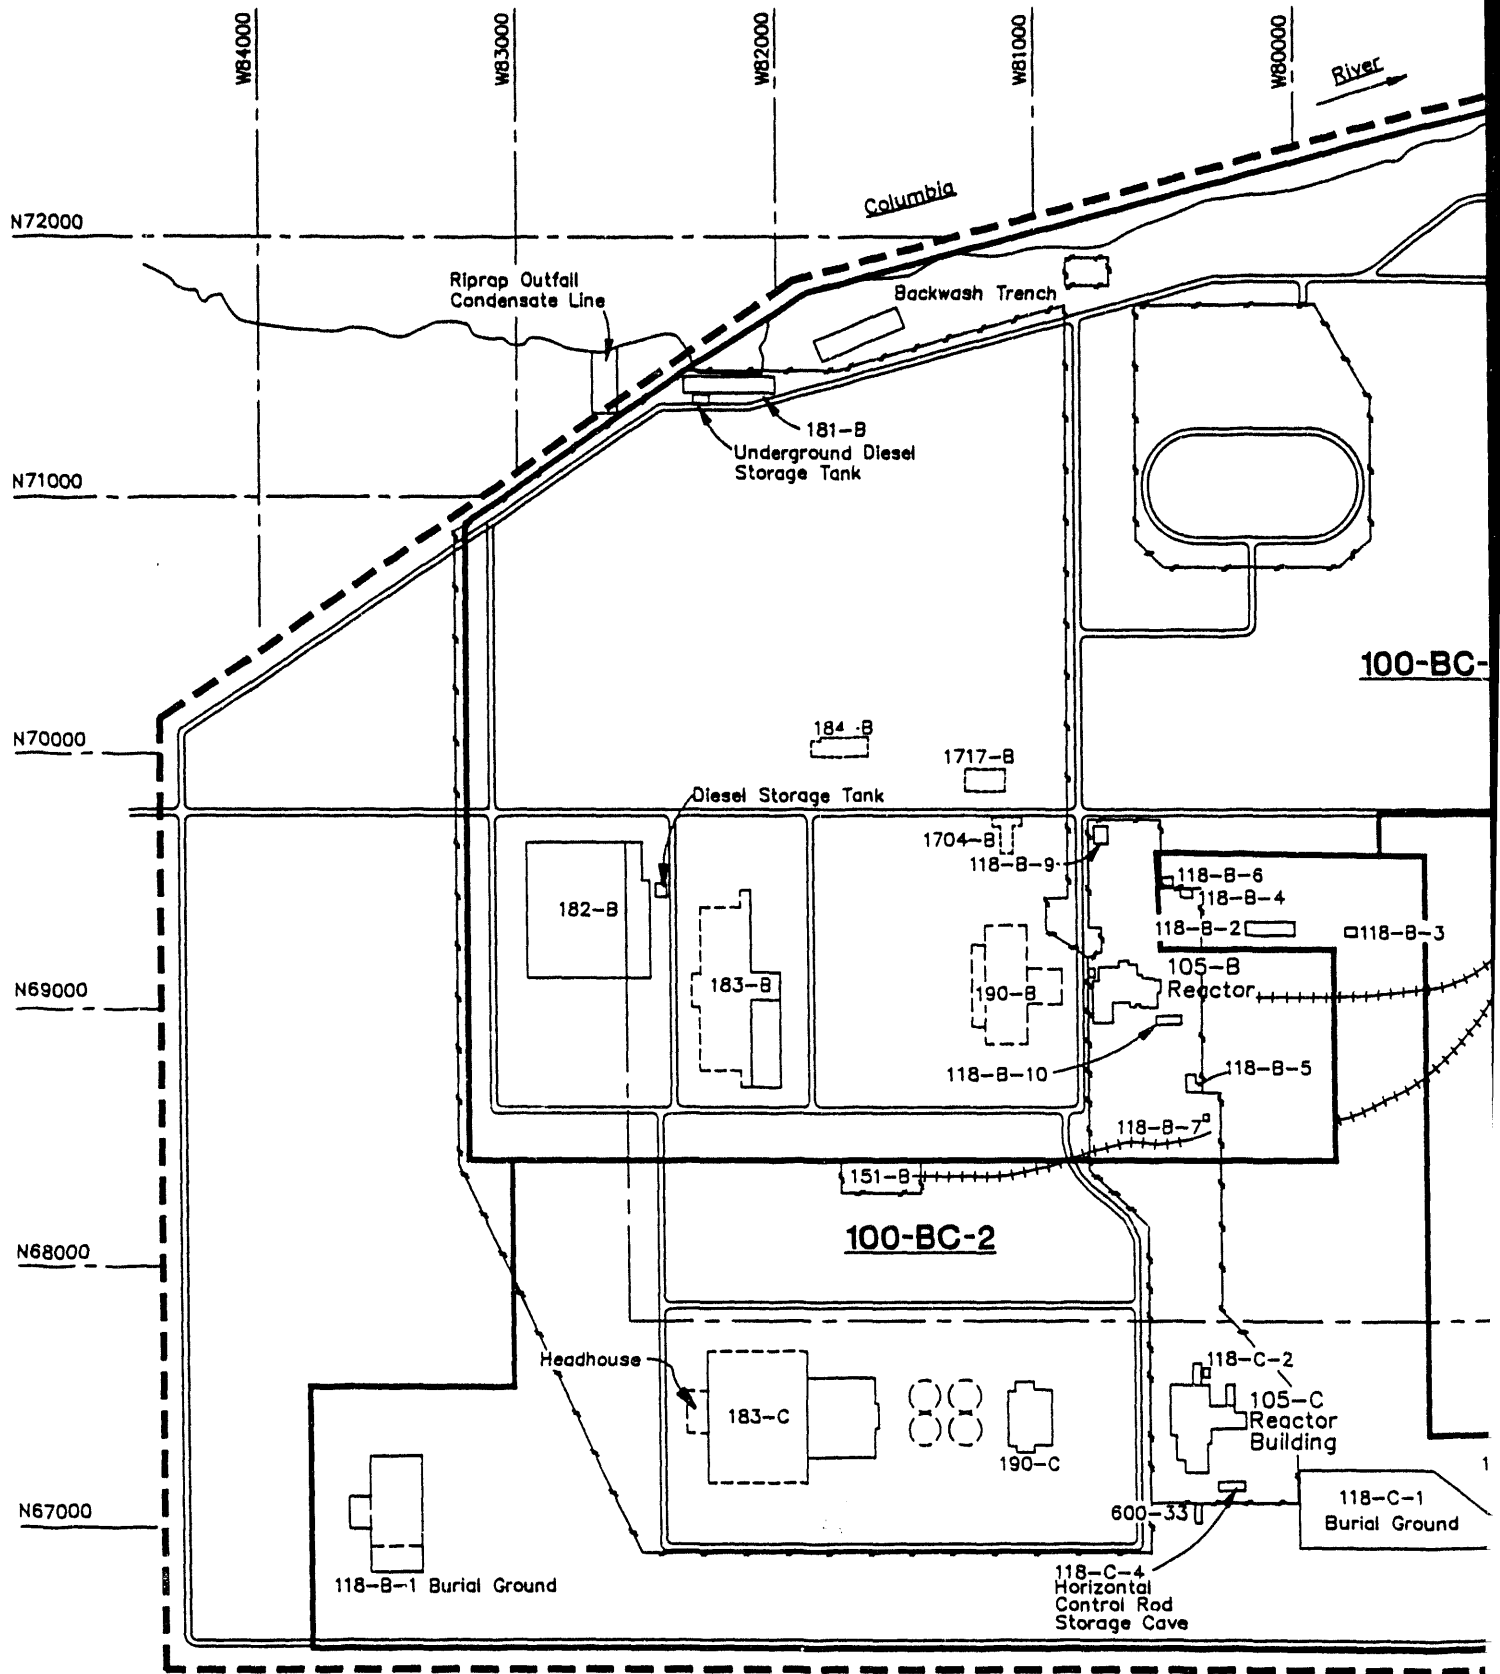 W84000
W83000
W82000
W81000
W80000
River
Columbia
N72000
Riprap Outfall
Condensate Line
Backwash Trench
181-B
Underground Diesel
Storage Tank
N71000
100-BC-
N70000
184-B
1717-B
Diesel Storage Tank
1704-B
118-B-9
118-B-6
118-B-4
182-B
118-B-2
118-B-3
105-B
Reactor
183-B
190-B
N69000
118-B-10
118-B-5
118-B-7
151-B
100-BC-2
N68000
Headhouse
118-C-2
105-C
Reactor
Building
183-C
190-C
118-C-1
Burial Ground
N67000
600-33
118-B-1 Burial Ground
118-C-4
Horizontal
Control Rod
Storage Cave